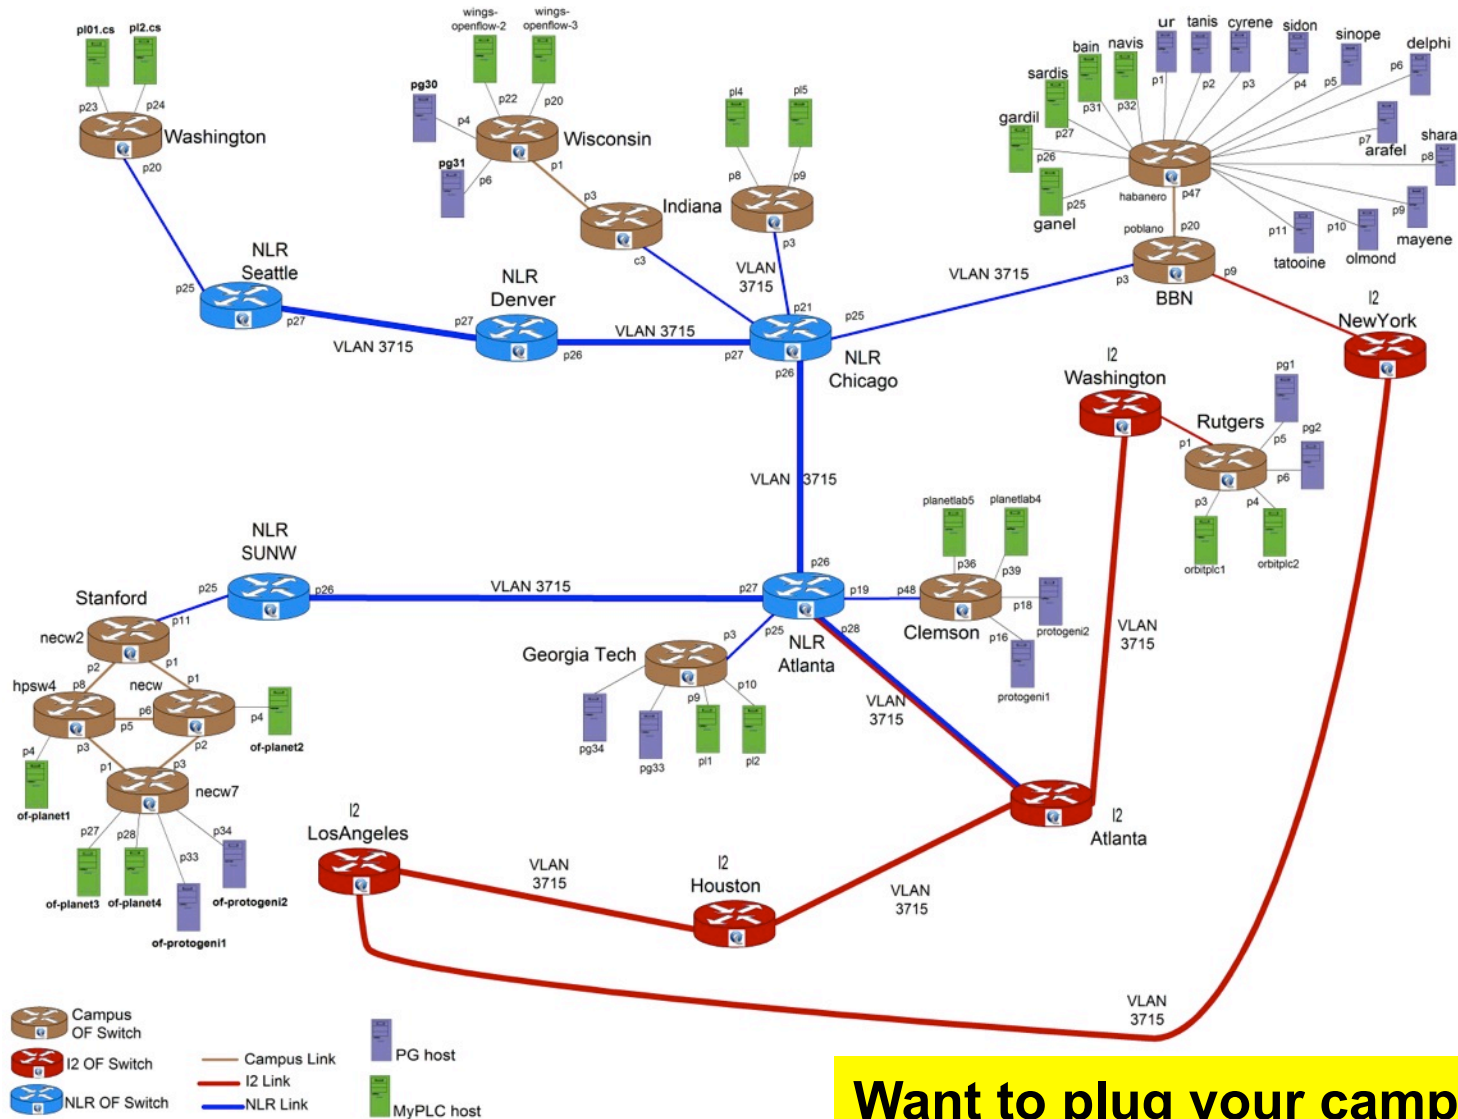 pl01.cs
pl2.cs
p23
p24
Washington
p20
wings-
openflow-2
wings-
openflow-3
pg30
p22
p20
p4
Wisconsin
pg31
p6
p1
p3
Indiana
c3
pl4
pl5
p8
p9
p3
VLAN
3715
ur
tanis
cyrene
sidon
sinope
delphi
bain
navis
sardis
gardil
ganel
p1
p2
p3
p4
p5
p6
p31
p32
p27
p26
p25
p7
arafel
shara
p8
p9
mayene
p10
olmond
p11
tatooine
habanero
p47
poblano
p20
p3
p9
BBN
VLAN 3715
NLR
Seattle
p25
p27
VLAN 3715
NLR
Denver
p27
p26
VLAN 3715
p21
p25
p27
p26
NLR
Chicago
I2
NewYork
I2
Washington
Rutgers
pg1
pg2
p1
p5
p6
p3
p4
orbitplc1
orbitplc2
VLAN 3715
NLR
SUNW
p25
p26
VLAN 3715
p26
p27
p19
p25
p28
NLR
Atlanta
planetlab5
planetlab4
p36
p39
p48
p18
p16
Clemson
protogeni2
protogeni1
VLAN
3715
Stanford
necw2
p11
p2
p1
hpsw4
p8
necw
p1
p6
p5
p4
p4
p3
p2
p1
p3
of-planet2
necw7
of-planet1
p27
p28
p33
p34
of-planet3
of-planet4
of-protogeni2
of-protogeni1
Georgia Tech
p3
p9
p10
pg34
pg33
pl1
pl2
VLAN
3715
I2
Atlanta
I2
LosAngeles
VLAN
3715
I2
Houston
VLAN
3715
VLAN
3715
Campus
OF Switch
I2 OF Switch
NLR OF Switch
Campus Link
I2 Link
NLR Link
PG host
MyPLC host
Want to plug your camp